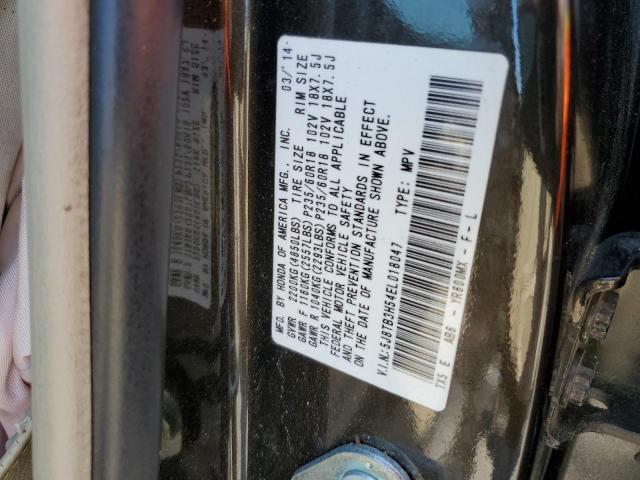 MFD. BY HONDA OF AMERICA MFG., INC. 03/'14
GVWR 2200KG(4850LBS) TIRE SIZE RIM SIZE
GAWR F 1160KG(2557LBS) P235/60R18 102V 18X7.5J
GAWR R 1040KG(2293LBS) P235/60R18 102V 18X7.5J
THIS VEHICLE CONFORMS TO ALL APPLICABLE
FEDERAL MOTOR VEHICLE SAFETY
AND THEFT PREVENTION STANDARDS IN EFFECT
ON THE DATE OF MANUFACTURE SHOWN ABOVE.
V.I.N.:5J8TB3H54EL018047 TYPE: MPV
TX5 E AB6 - YR600MX - F - L